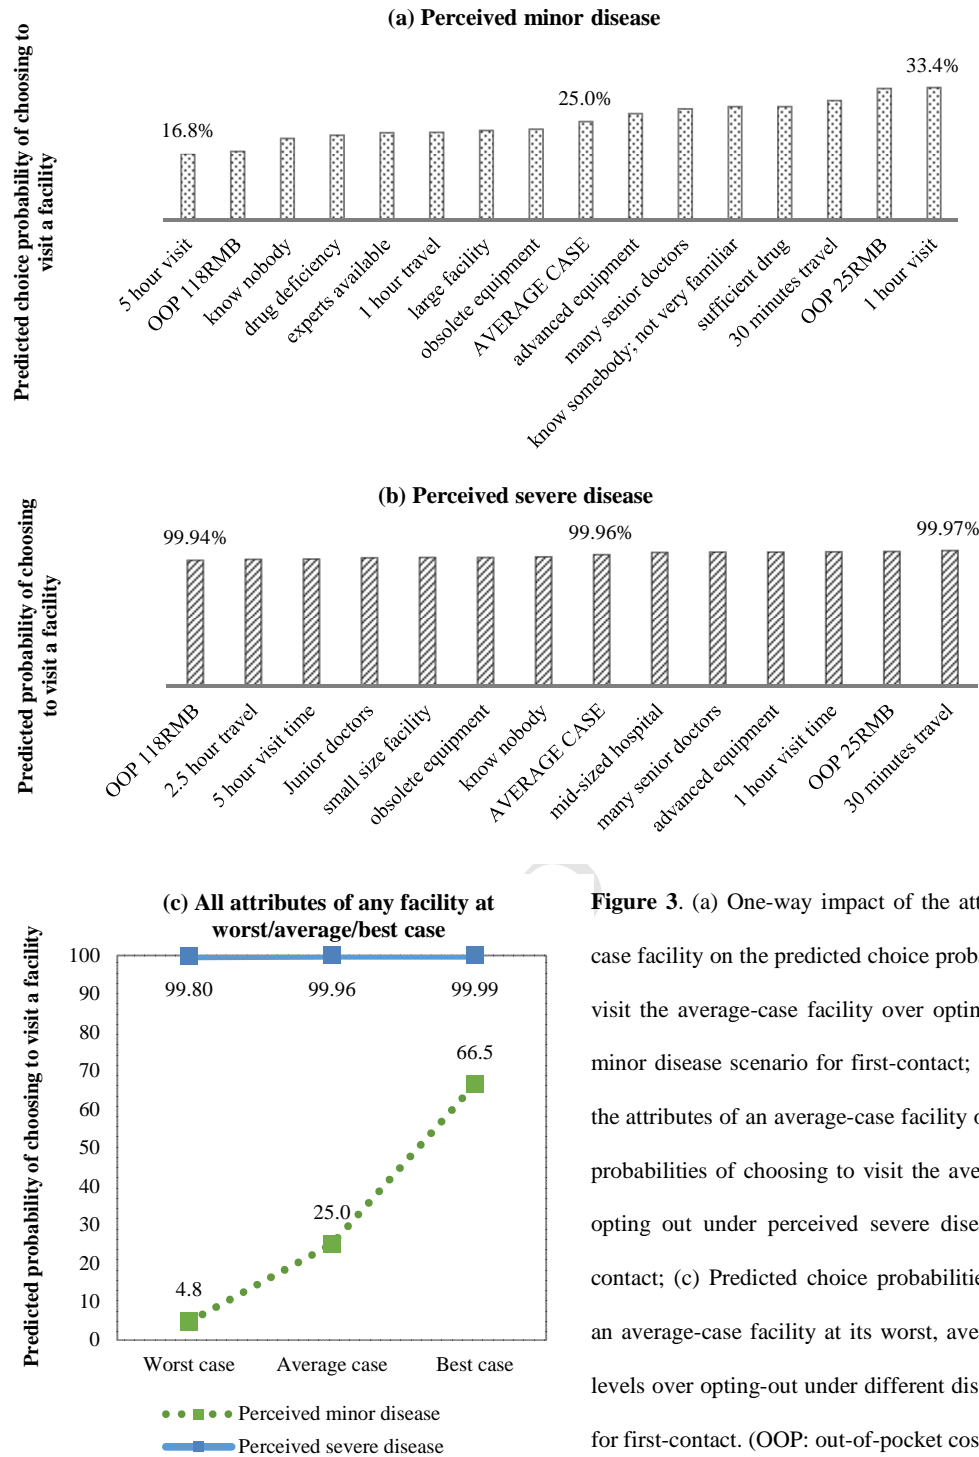 (a) Perceived minor disease
Predicted choice probability of choosing to
visit a facility
16.8%
25.0%
33.4%
5 hour visit
OOP 118RMB
know nobody
drug deficiency
experts available
1 hour travel
large facility
obsolete equipment
AVERAGE CASE
advanced equipment
many senior doctors
know somebody; not very familiar
sufficient drug
30 minutes travel
OOP 25RMB
1 hour visit
(b) Perceived severe disease
Predicted probability of choosing
to visit a facility
99.94%
99.96%
99.97%
OOP 118RMB
2.5 hour travel
5 hour visit time
Junior doctors
small size facility
obsolete equipment
know nobody
AVERAGE CASE
mid-sized hospital
many senior doctors
advanced equipment
1 hour visit time
OOP 25RMB
30 minutes travel
(c) All attributes of any facility at
worst/average/best case
Predicted probability of choosing to visit a facility
100
90
80
70
60
50
40
30
20
10
0
99.80
99.96
99.99
66.5
25.0
4.8
Worst case
Average case
Best case
Perceived minor disease
Perceived severe disease
Figure 3. (a) One-way impact of the att
case facility on the predicted choice prob
visit the average-case facility over optin
minor disease scenario for first-contact;
the attributes of an average-case facility o
probabilities of choosing to visit the ave
opting out under perceived severe dise
contact; (c) Predicted choice probabilitie
an average-case facility at its worst, ave
levels over opting-out under different dis
for first-contact. (OOP: out-of-pocket cos